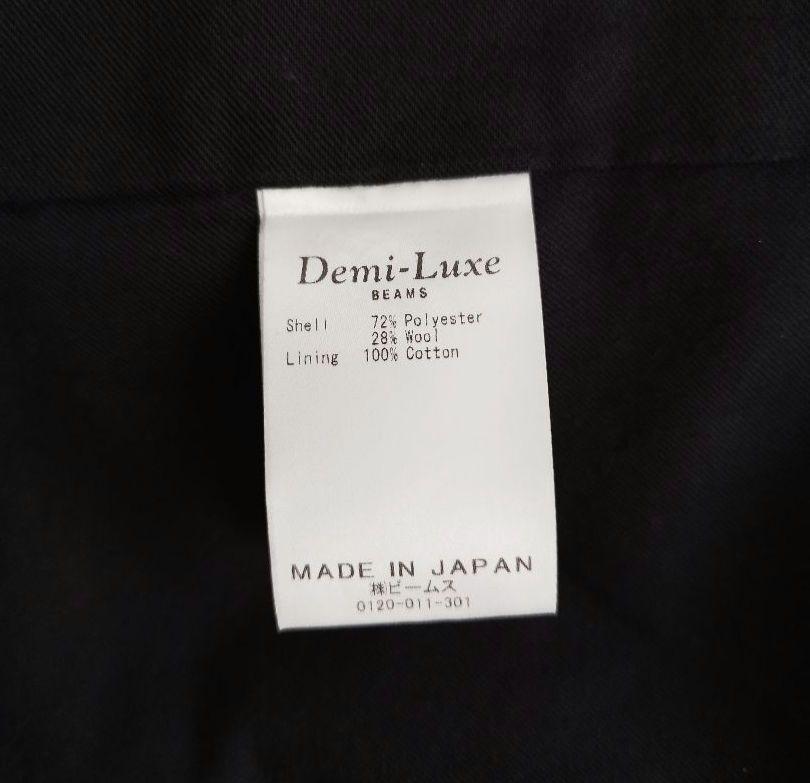 Demi-Luxe
BEAMS
Shell 72% Polyester
28% Wool
Lining 100% Cotton
MADE IN JAPAN
㈱ビームス
0120-011-301